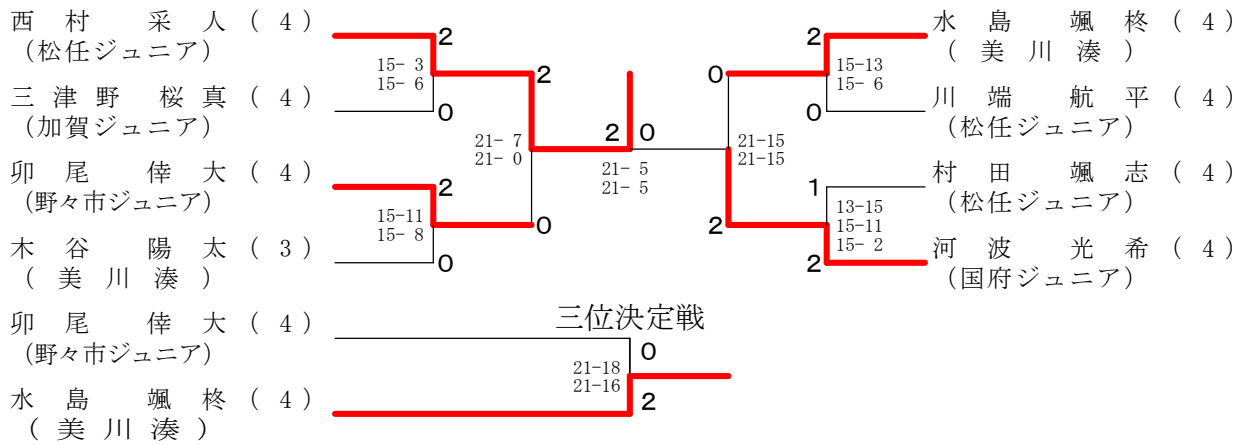 西村 采人(4)
(松任ジュニア)
三津野 桜真(4)
(加賀ジュニア)
卯尾 倖大(4)
(野々市ジュニア)
木谷 陽太(3)
(美川湊)
2
15- 3
15- 6
0
2
15-11
15- 8
0
2
21- 7
21- 0
0
2 0
21- 5
21- 5
0
21-15
21-15
2
2
15-13
15- 6
0
1
13-15
15-11
15- 2
2
水島 颯柊(4)
(美川湊)
川端 航平(4)
(松任ジュニア)
村田 颯志(4)
(松任ジュニア)
河波 光希(4)
(国府ジュニア)
三位決定戦
卯尾 倖大(4)
(野々市ジュニア)
水島 颯柊(4)
(美川湊)
0
21-18
21-16
2